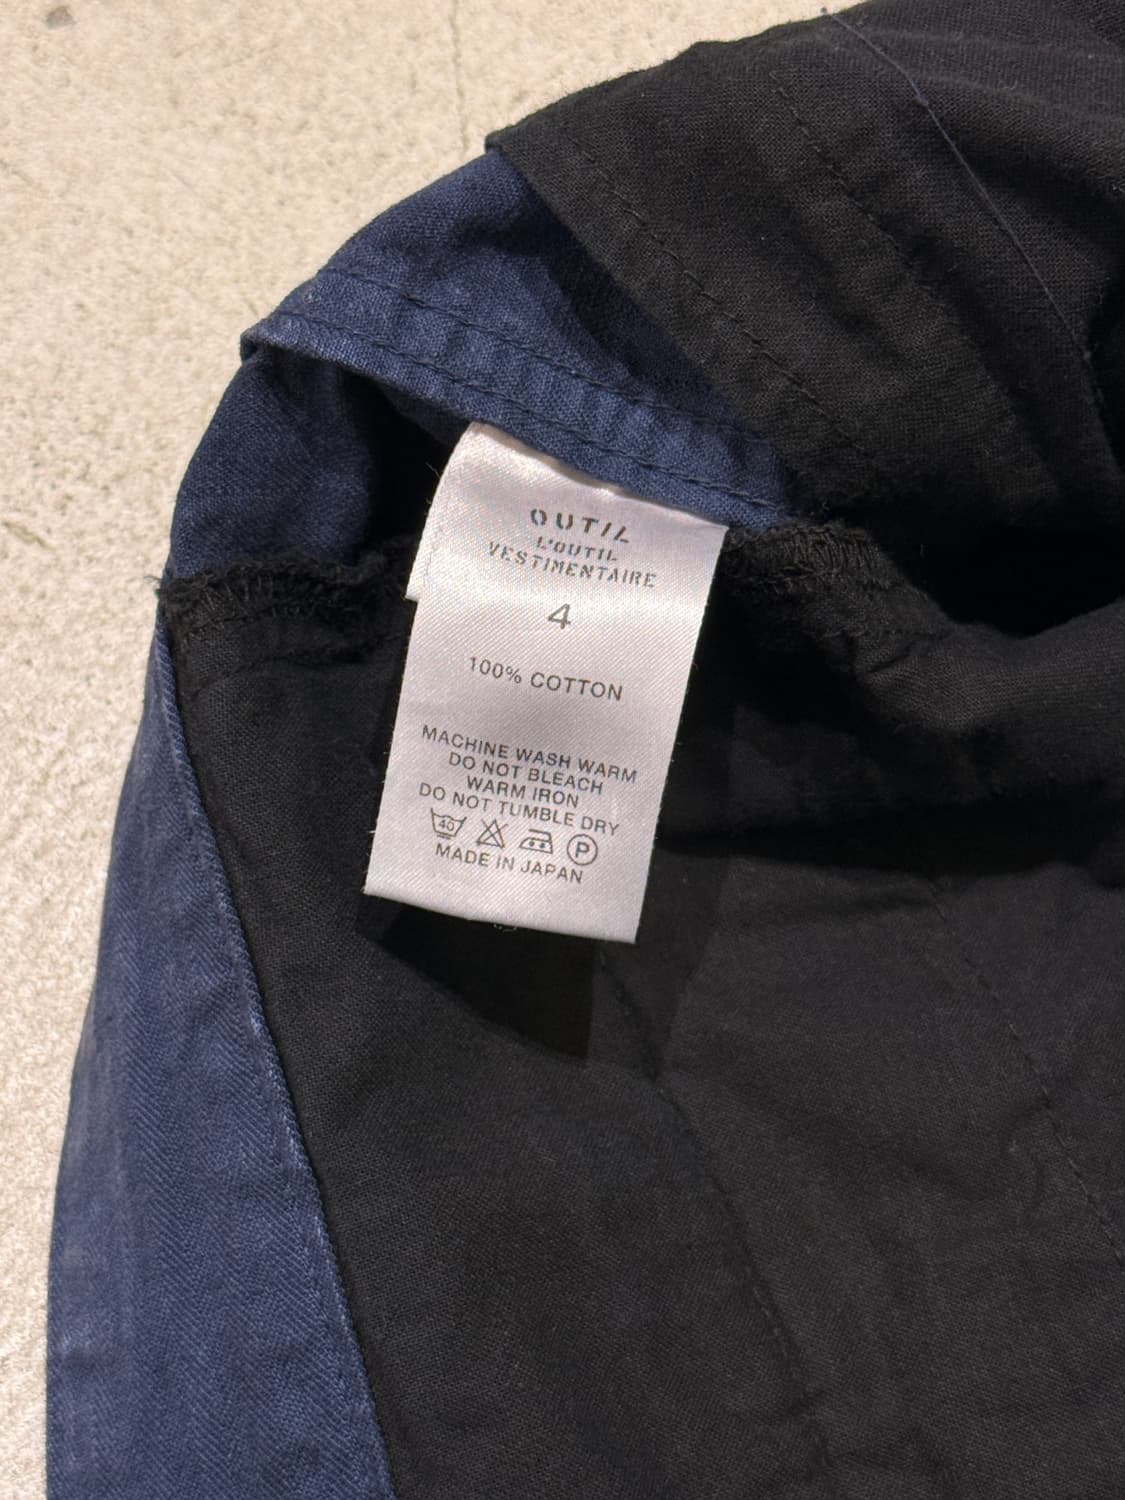 OUTIL
L'OUTIL
VESTIMENTAIRE
4
100% COTTON
MACHINE WASH WARM
DO NOT BLEACH
WARM IRON
DO NOT TUMBLE DRY
40 P
MADE IN JAPAN